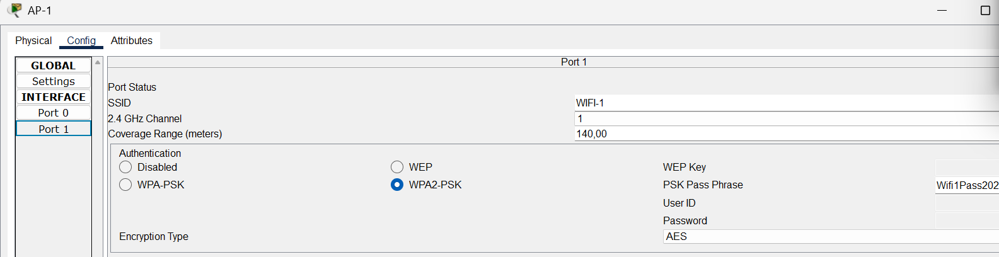 AP-1
Physical Config Attributes
GLOBAL
Settings
INTERFACE
Port 0
Port 1
Port 1
Port Status
SSID WIFI-1
2.4 GHz Channel 1
Coverage Range (meters) 140,00
Authentication
Disabled WEP WEP Key
WPA-PSK WPA2-PSK PSK Pass Phrase Wifi1Pass202
User ID
Password
Encryption Type AES